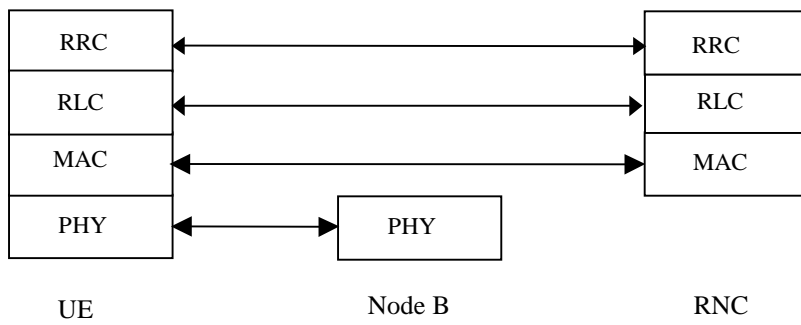 RRC RRC
RLC RLC
MAC MAC
PHY PHY
UE Node B RNC